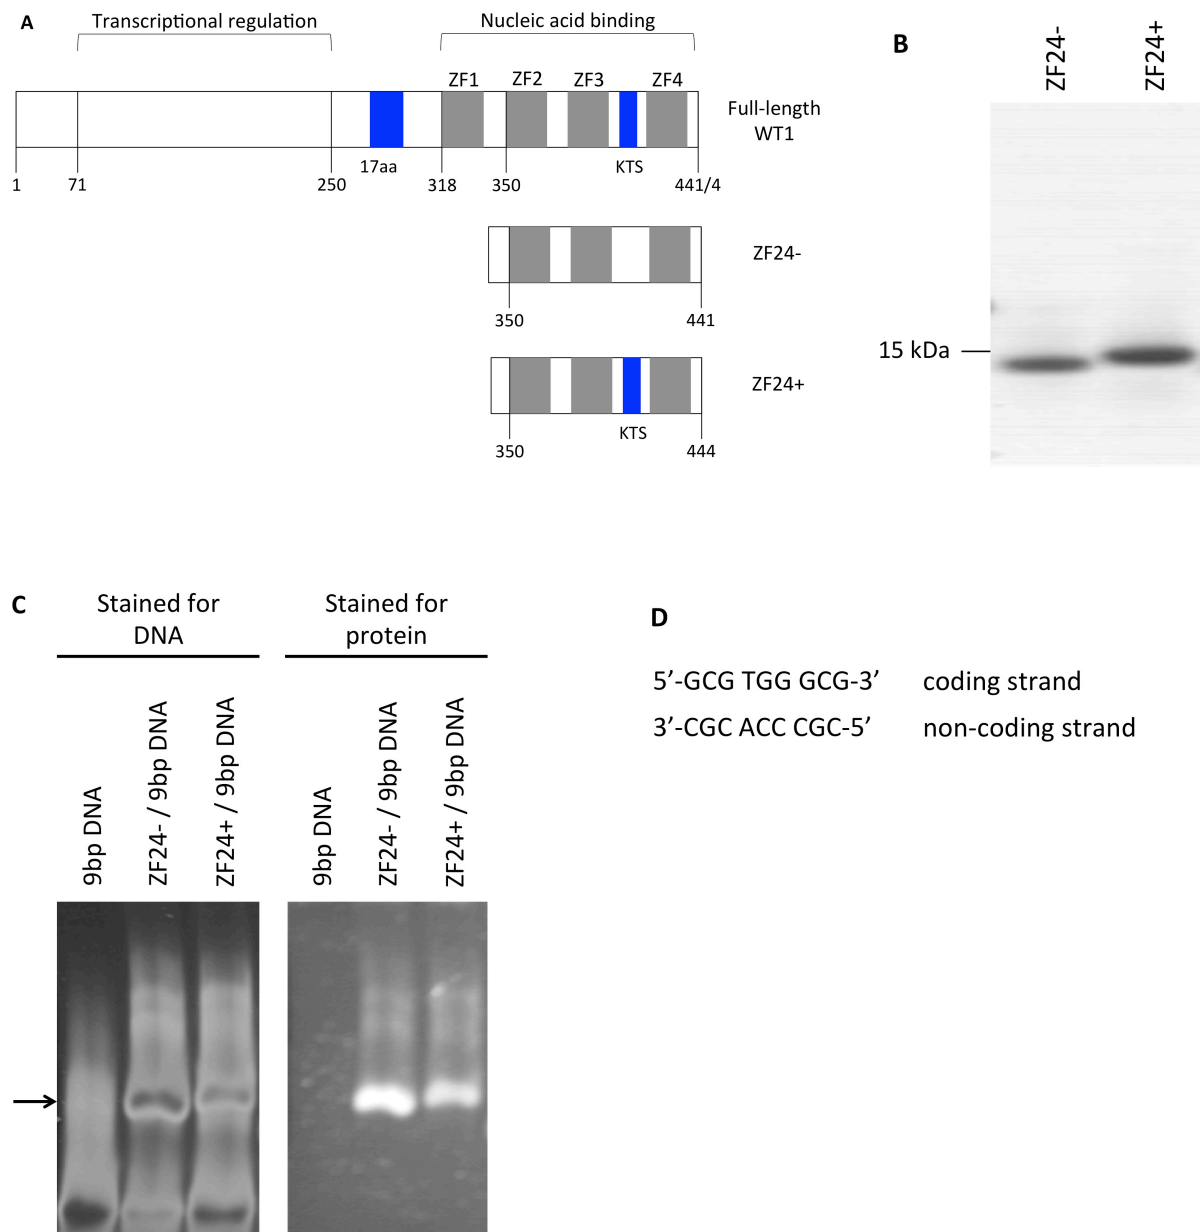 A
Transcriptional regulation
Nucleic acid binding
ZF1
ZF2
ZF3
ZF4
Full-length
WT1
17aa
KTS
1
71
250
318
350
441/4
ZF24-
350
441
ZF24+
KTS
350
444
B
ZF24-
ZF24+
15 kDa
C
Stained for
DNA
Stained for
protein
9bp DNA
ZF24- / 9bp DNA
ZF24+ / 9bp DNA
9bp DNA
ZF24- / 9bp DNA
ZF24+ / 9bp DNA
D
5’-GCG TGG GCG-3’ coding strand
3’-CGC ACC CGC-5’ non-coding strand